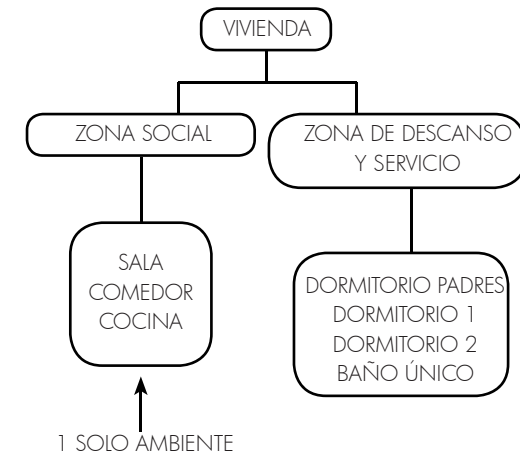 VIVIENDA
ZONA SOCIAL
ZONA DE DESCANSO
Y SERVICIO
SALA
COMEDOR
COCINA
DORMITORIO PADRES
DORMITORIO 1
DORMITORIO 2
BAÑO ÚNICO
1 SOLO AMBIENTE